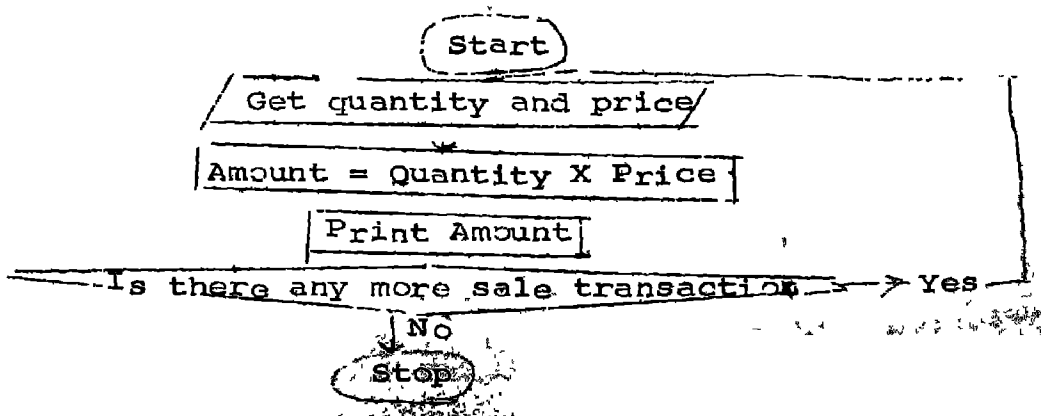 Start
Get quantity and price
Amount = Quantity X Price
Print Amount
Is there any more sale transaction Yes
No
Stop